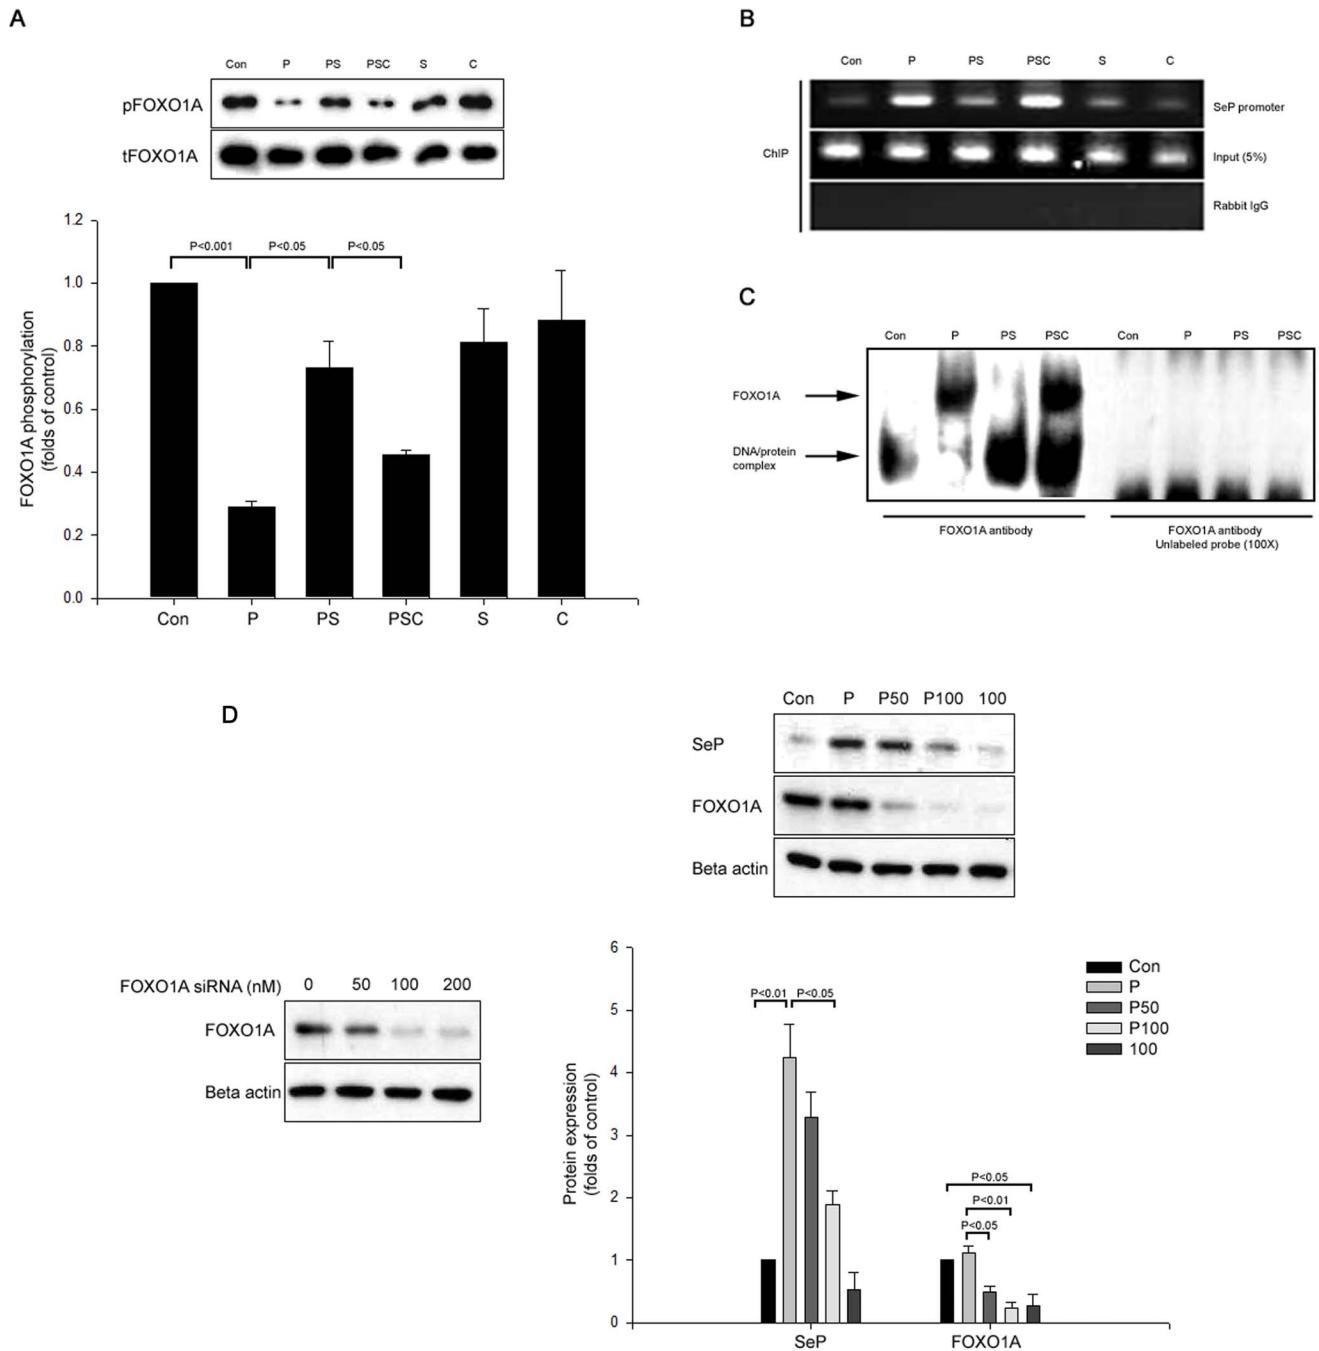 A
Con P PS PSC S C
pFOXO1A
tFOXO1A
1.2
1.0
0.8
0.6
0.4
0.2
0.0
FOXO1A phosphorylation
(folds of control)
P<0.001 P<0.05 P<0.05
Con P PS PSC S C
B
Con P PS PSC S C
ChIP
SeP promoter
Input (5%)
Rabbit IgG
C
Con P PS PSC Con P PS PSC
FOXO1A
DNA/protein
complex
FOXO1A antibody
FOXO1A antibody
Unlabeled probe (100X)
D
FOXO1A siRNA (nM) 0 50 100 200
FOXO1A
Beta actin
Con P P50 P100 100
SeP
FOXO1A
Beta actin
6
5
4
3
2
1
0
Protein expression
(folds of control)
P<0.01 P<0.05
P<0.05
P<0.01
P<0.05
SeP FOXO1A
Con
P
P50
P100
100